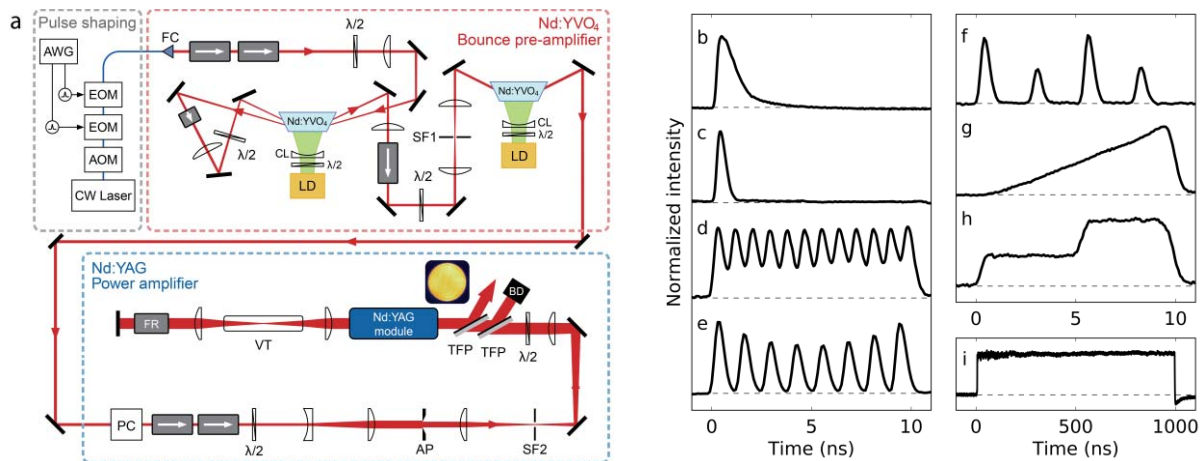 a
Pulse shaping
AWG
EOM
EOM
AOM
CW Laser
FC
λ/2
Nd:YVO₄
Bounce pre-amplifier
Nd:YVO₄
λ/2
CL
λ/2
LD
SF1
λ/2
Nd:YVO₄
CL
λ/2
LD
Nd:YAG
Power amplifier
FR
VT
Nd:YAG
module
BD
TFP
TFP
λ/2
PC
λ/2
AP
SF2
Normalized intensity
b
c
d
e
0
5
10
Time (ns)
f
g
h
0
5
10
i
0
500
1000
Time (ns)